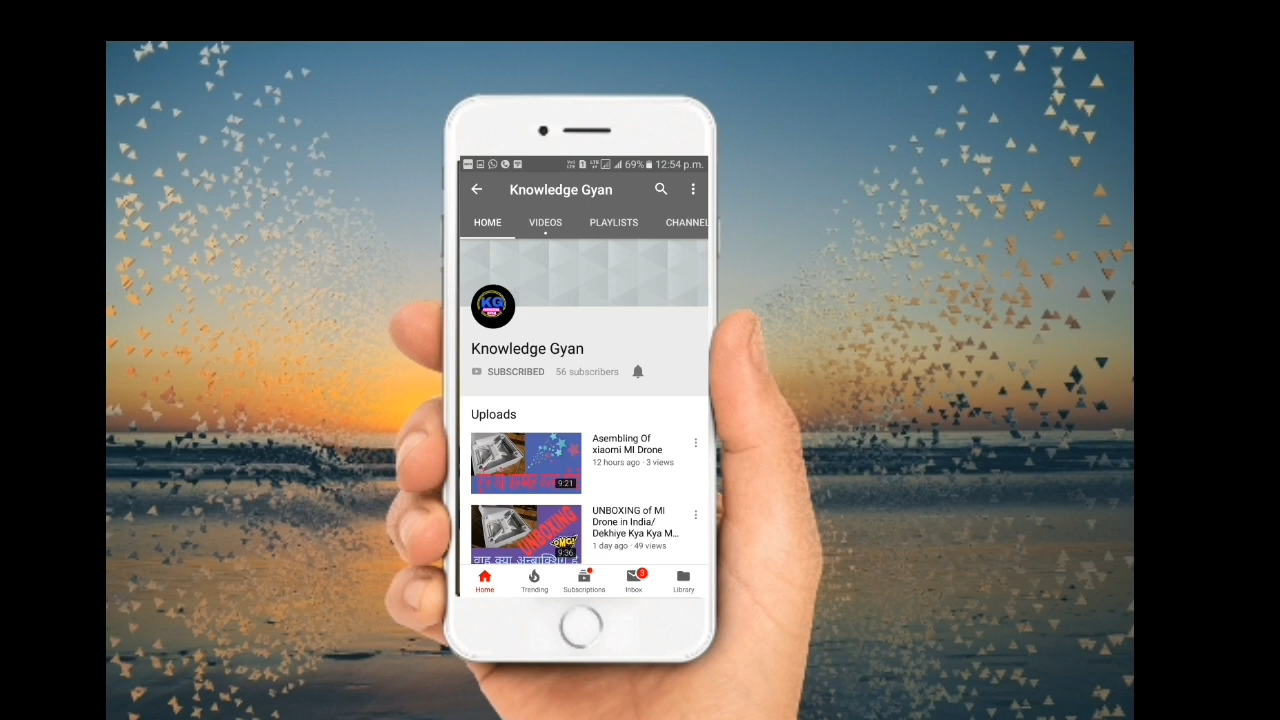 69% 12:54 p.m.
Knowledge Gyan
HOME VIDEOS PLAYLISTS CHANNEL
KG
Knowledge Gyan
SUBSCRIBED 56 subscribers
Uploads
Asembling Of
xiaomi MI Drone
12 hours ago · 3 views
9:21
UNBOXING of MI
Drone in India/
Dekhiye Kya Kya M...
1 day ago · 49 views
UNBOXING
OMG!
9:36
Home Trending Subscriptions Inbox 3 Library